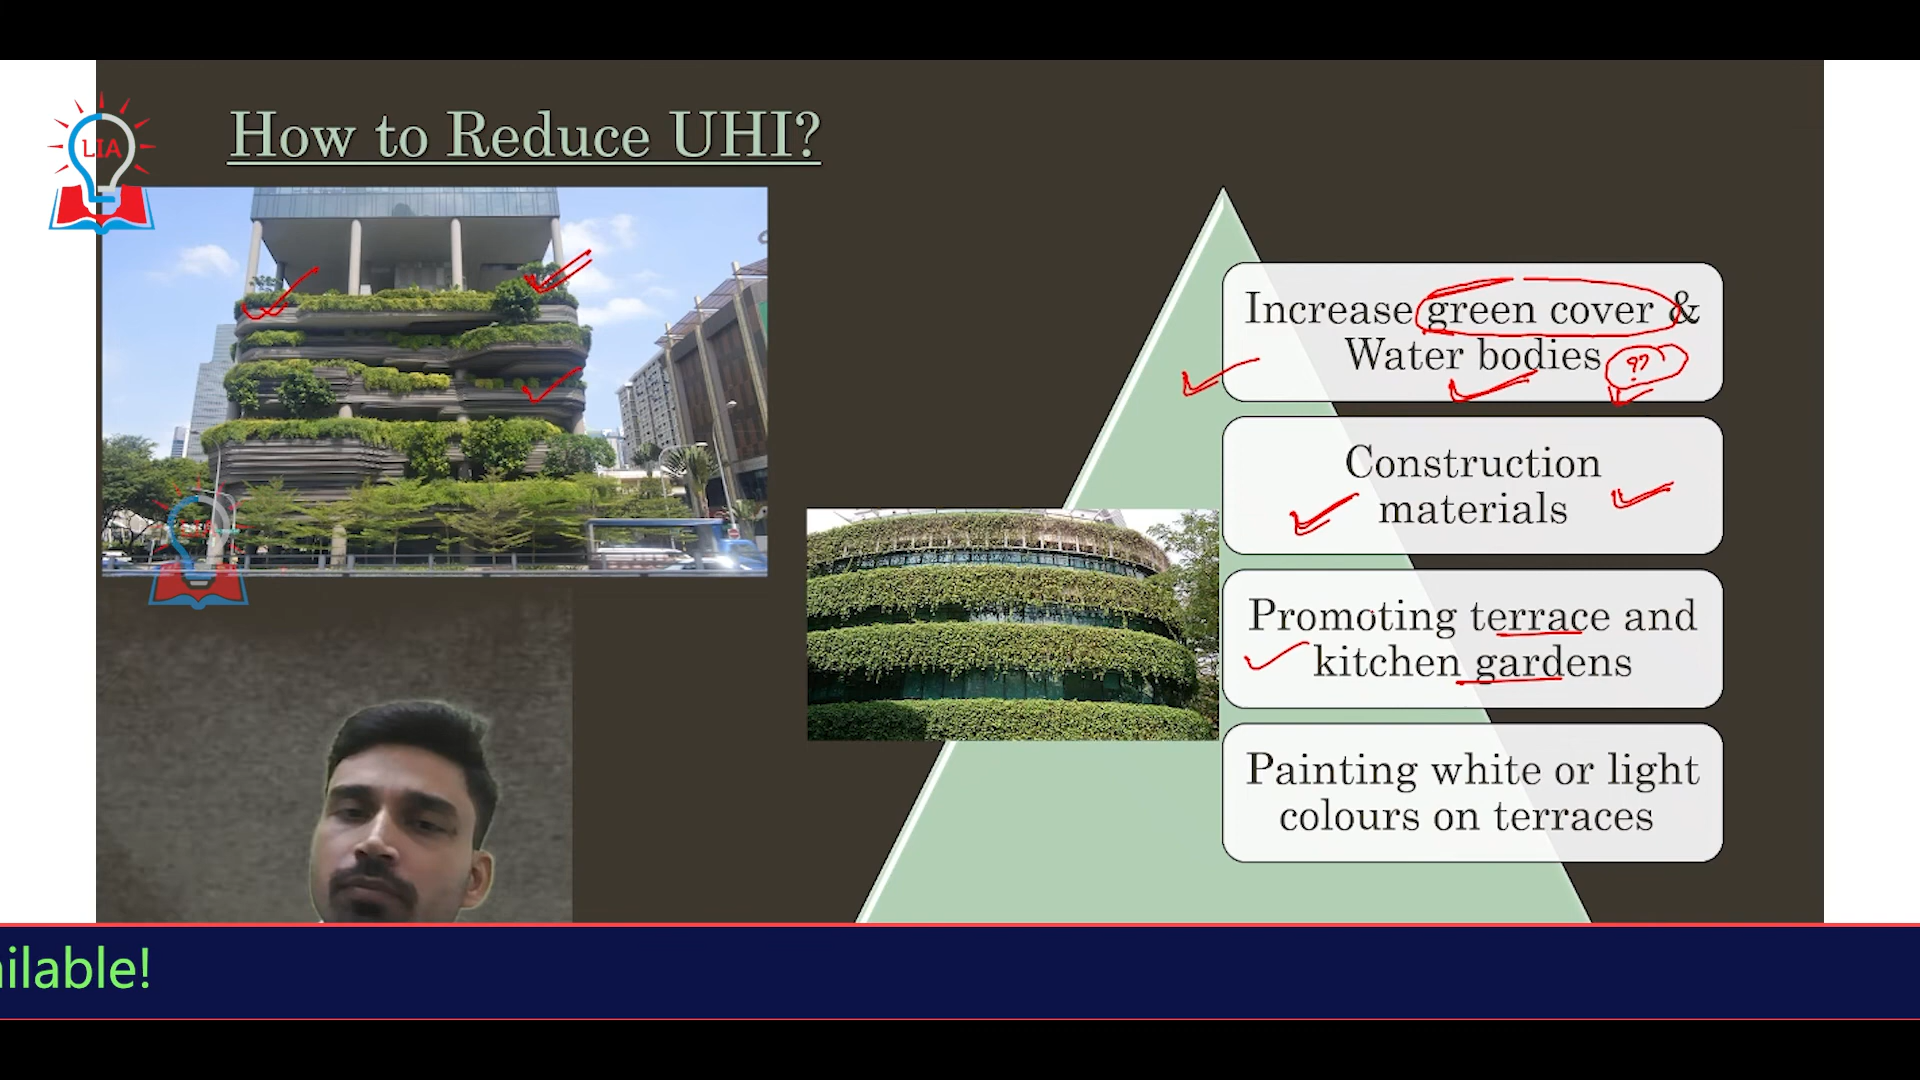 LIA
How to Reduce UHI?
Increase green cover &
Water bodies
??
Construction
materials
Promoting terrace and
kitchen gardens
Painting white or light
colours on terraces
ilable!